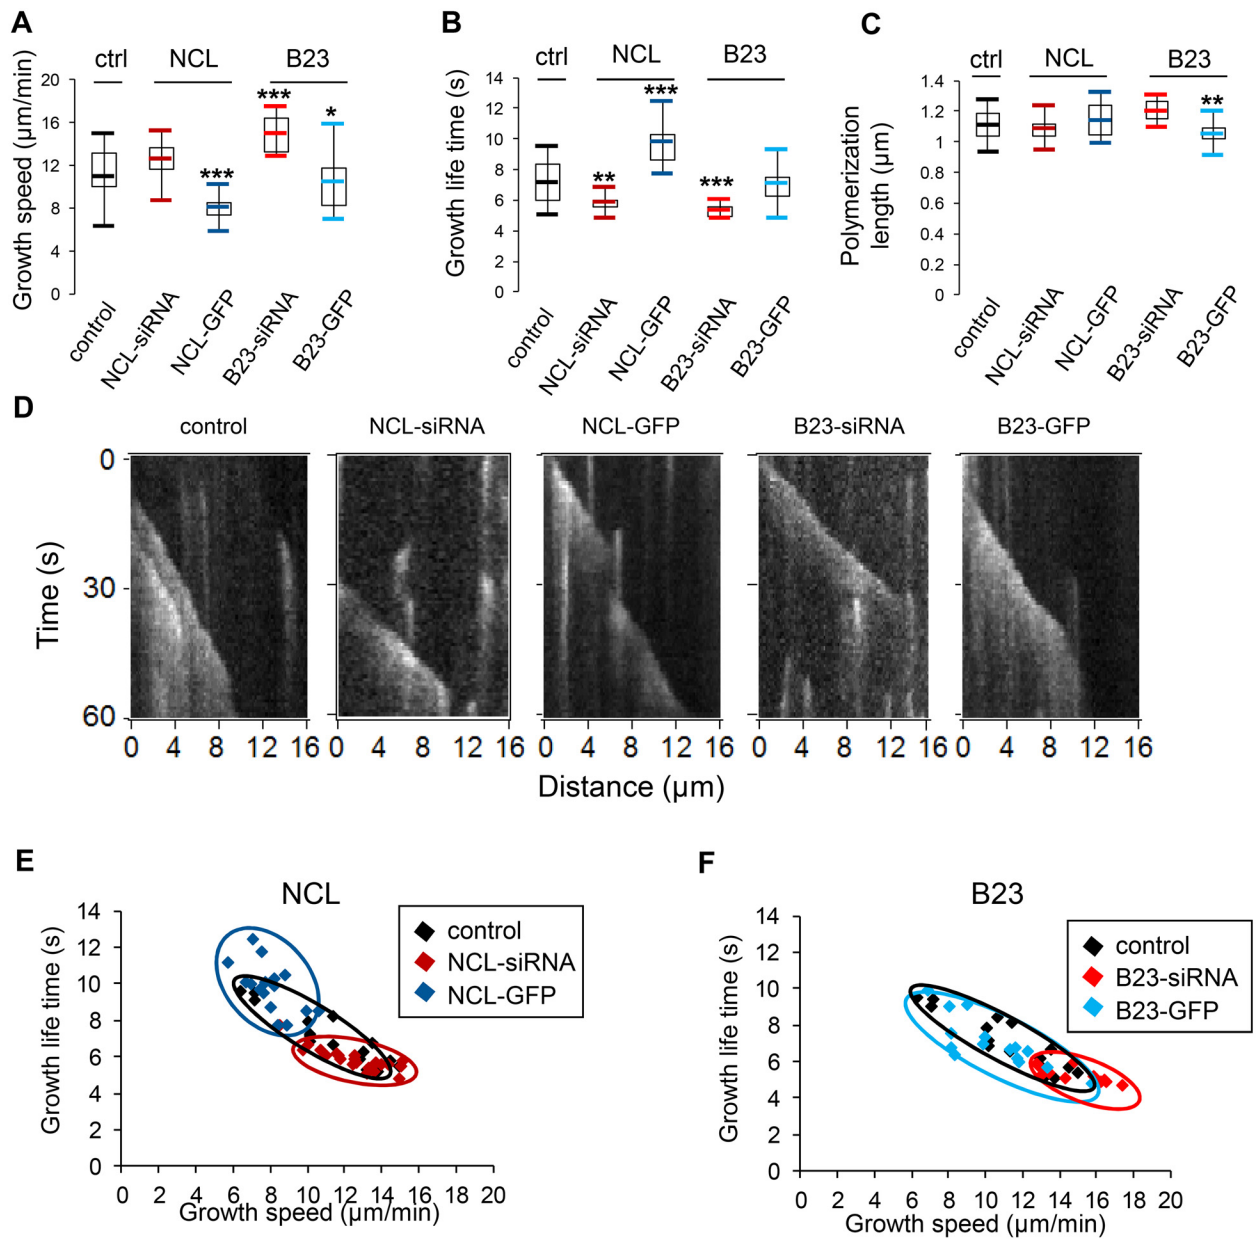 A
ctrl NCL B23
Growth speed (µm/min)
20
16
12
8
4
0
***
***
*
control
NCL-siRNA
NCL-GFP
B23-siRNA
B23-GFP
B
ctrl NCL B23
Growth life time (s)
14
12
10
8
6
4
2
0
**
***
***
control
NCL-siRNA
NCL-GFP
B23-siRNA
B23-GFP
C
ctrl NCL B23
Polymerization
length (µm)
1.4
1.2
1.0
0.8
0.6
0.4
0.2
0
**
control
NCL-siRNA
NCL-GFP
B23-siRNA
B23-GFP
D
control NCL-siRNA NCL-GFP B23-siRNA B23-GFP
Time (s)
0
30
60
0 4 8 12 16 0 4 8 12 16 0 4 8 12 16 0 4 8 12 16 0 4 8 12 16
Distance (µm)
E
NCL
Growth life time (s)
14
12
10
8
6
4
2
0
control
NCL-siRNA
NCL-GFP
0 2 4 6 8 10 12 14 16 18 20
Growth speed (µm/min)
F
B23
Growth life time (s)
14
12
10
8
6
4
2
0
control
B23-siRNA
B23-GFP
0 2 4 6 8 10 12 14 16 18 20
Growth speed (µm/min)